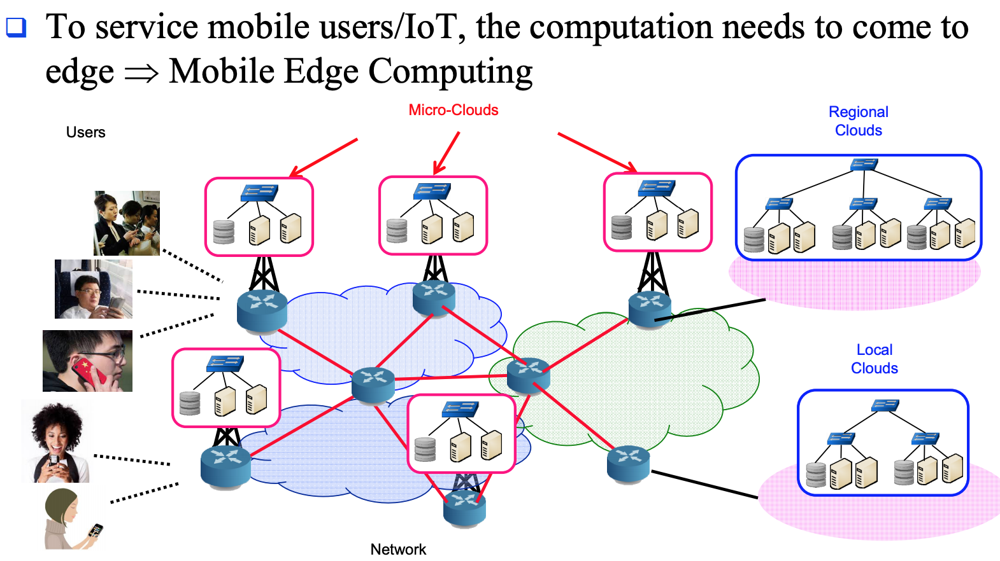 To service mobile users/IoT, the computation needs to come to
edge ⇒ Mobile Edge Computing
Micro-Clouds
Regional
Clouds
Users
Local
Clouds
Network